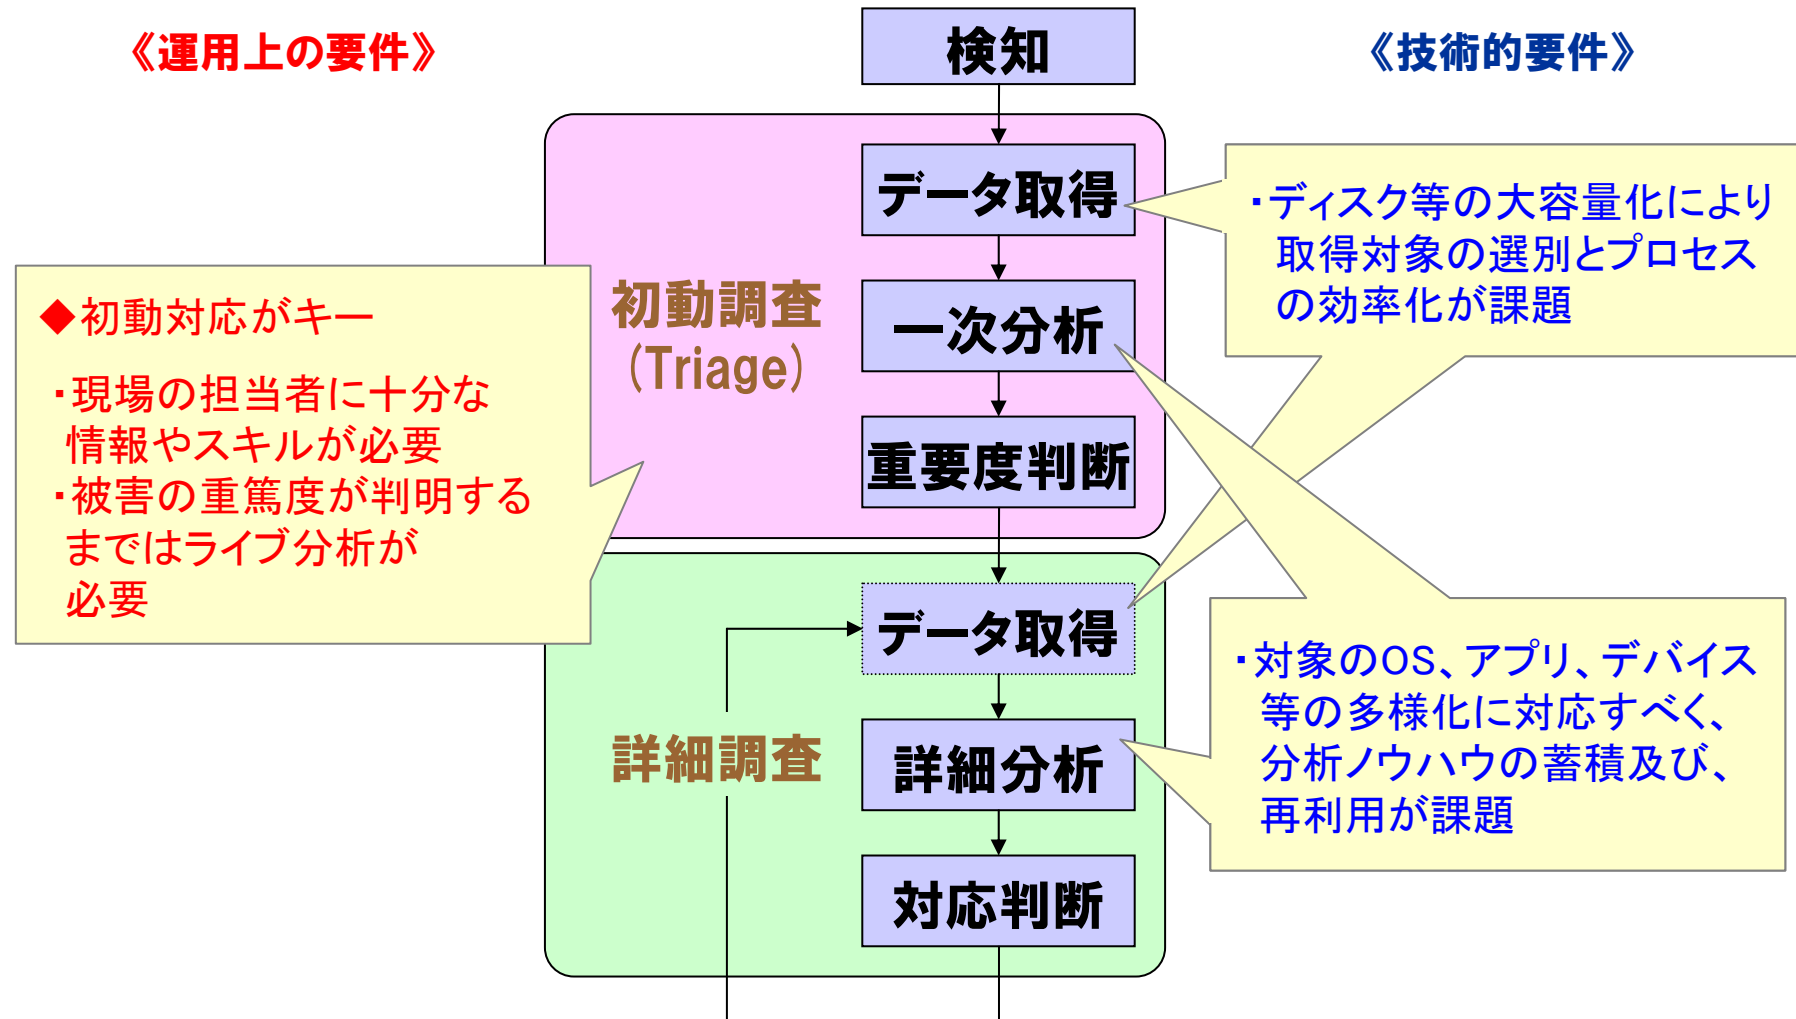 《運用上の要件》
検知
《技術的要件》
データ取得
・ディスク等の大容量化により
取得対象の選別とプロセス
の効率化が課題
初動調査
(Triage)
一次分析
重要度判断
◆初動対応がキー
・現場の担当者に十分な
情報やスキルが必要
・被害の重篤度が判明する
まではライブ分析が
必要
データ取得
詳細調査
詳細分析
・対象のOS、アプリ、デバイス
等の多様化に対応すべく、
分析ノウハウの蓄積及び、
再利用が課題
対応判断